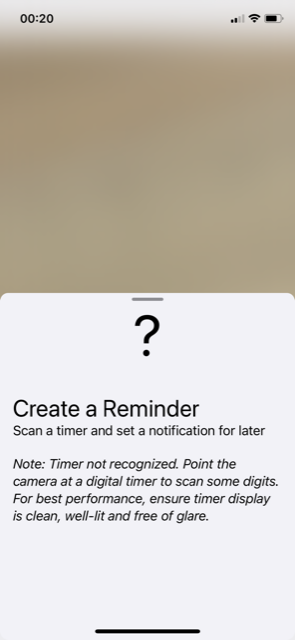 00:20
?
Create a Reminder
Scan a timer and set a notification for later
Note: Timer not recognized. Point the
camera at a digital timer to scan some digits.
For best performance, ensure timer display
is clean, well-lit and free of glare.